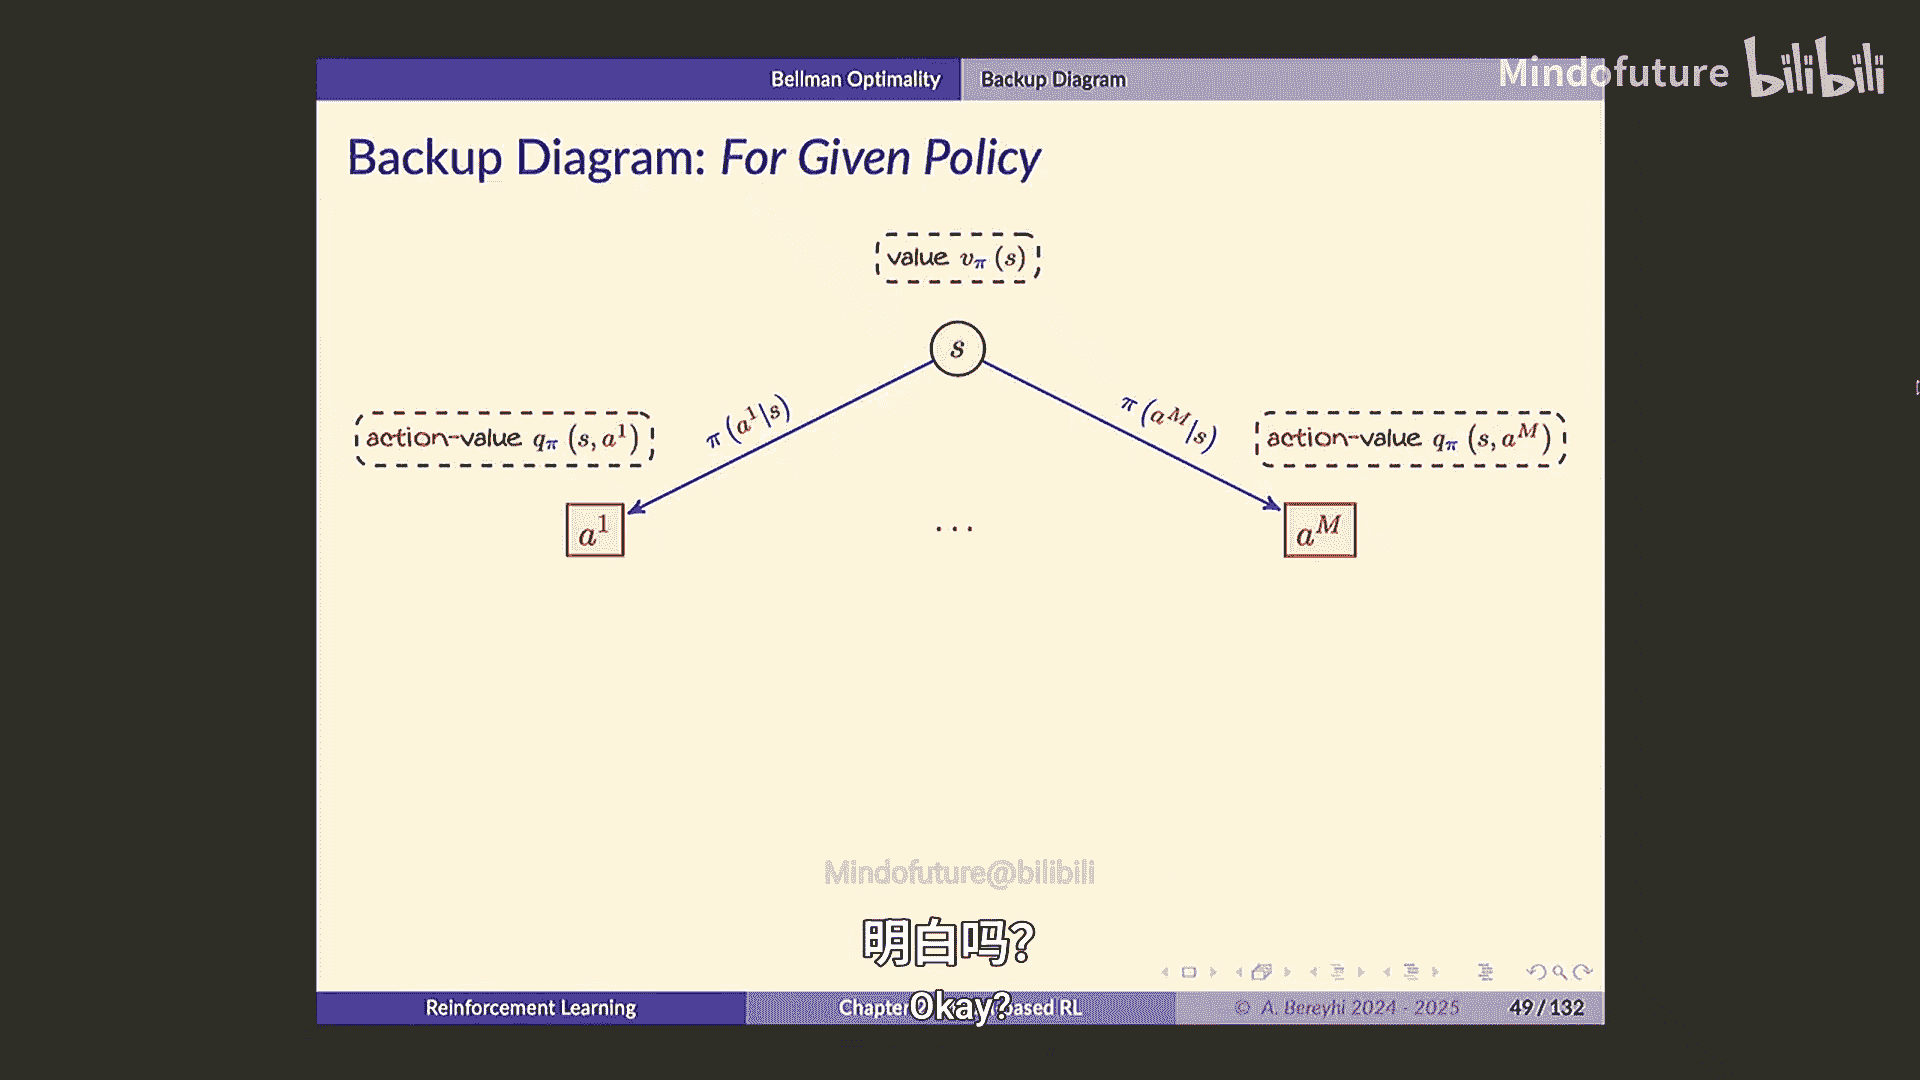 Mindofuture bilibili
Bellman Optimality Backup Diagram
Backup Diagram: For Given Policy
value vπ (s)
s
π (a¹|s) π (aᴹ|s)
action-value qπ (s, a¹) action-value qπ (s, aᴹ)
a¹ ... aᴹ
Mindofuture@bilibili
明白吗?
Okay?
Reinforcement Learning Chapter based RL © A. Bereyhi 2024 - 2025 49 / 132